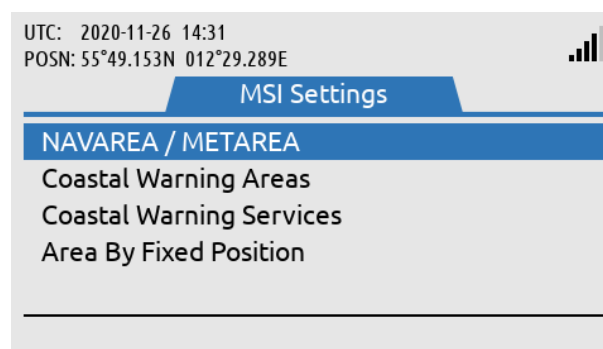 UTC: 2020-11-26 14:31
POSN: 55°49.153N 012°29.289E
MSI Settings
NAVAREA / METAREA
Coastal Warning Areas
Coastal Warning Services
Area By Fixed Position